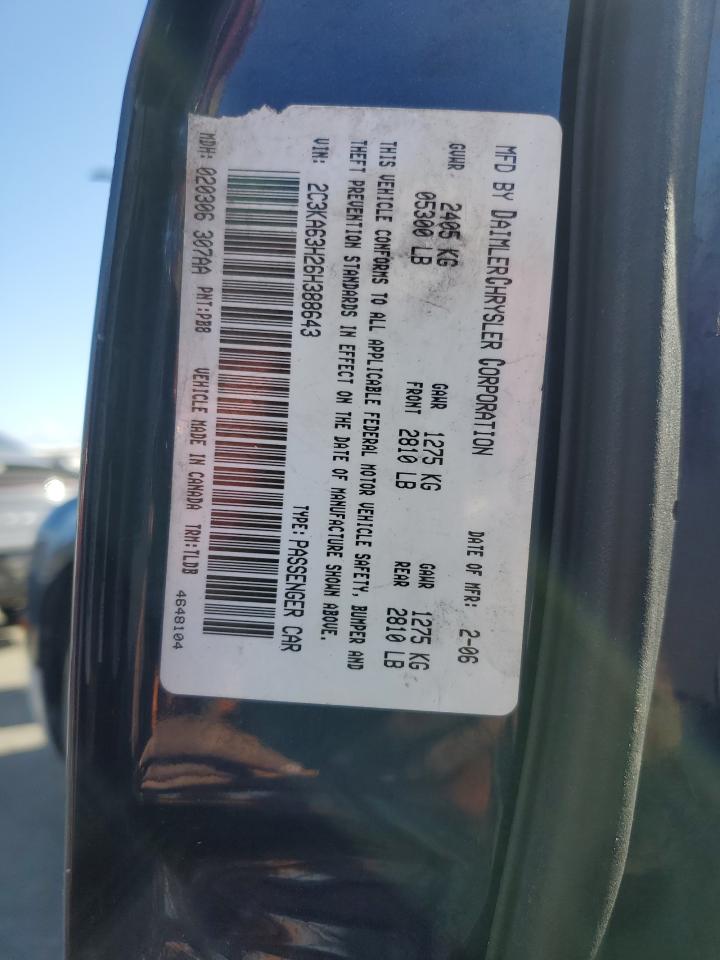 MFD BY DAIMLERCHRYSLER CORPORATION
DATE OF MFR: 2-06
GVWR 2405 KG
05300 LB
GAWR 1275 KG
FRONT 2810 LB
GAWR 1275 KG
REAR 2810 LB
THIS VEHICLE CONFORMS TO ALL APPLICABLE FEDERAL MOTOR VEHICLE SAFETY, BUMPER AND
THEFT PREVENTION STANDARDS IN EFFECT ON THE DATE OF MANUFACTURE SHOWN ABOVE.
VIN: 2C3KA63H26H388643
TYPE: PASSENGER CAR
MDH: 020306 307AA PNT:PB8 VEHICLE MADE IN CANADA TRM:TLDB
4648104